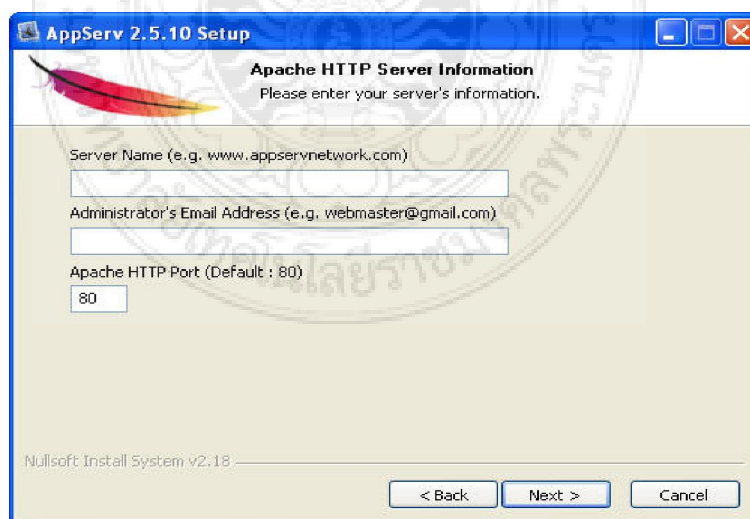 AppServ 2.5.10 Setup
Apache HTTP Server Information
Please enter your server's information.
Server Name (e.g. www.appservnetwork.com)
Administrator's Email Address (e.g. webmaster@gmail.com)
Apache HTTP Port (Default : 80)
80
Nullsoft Install System v2.18
< Back
Next >
Cancel